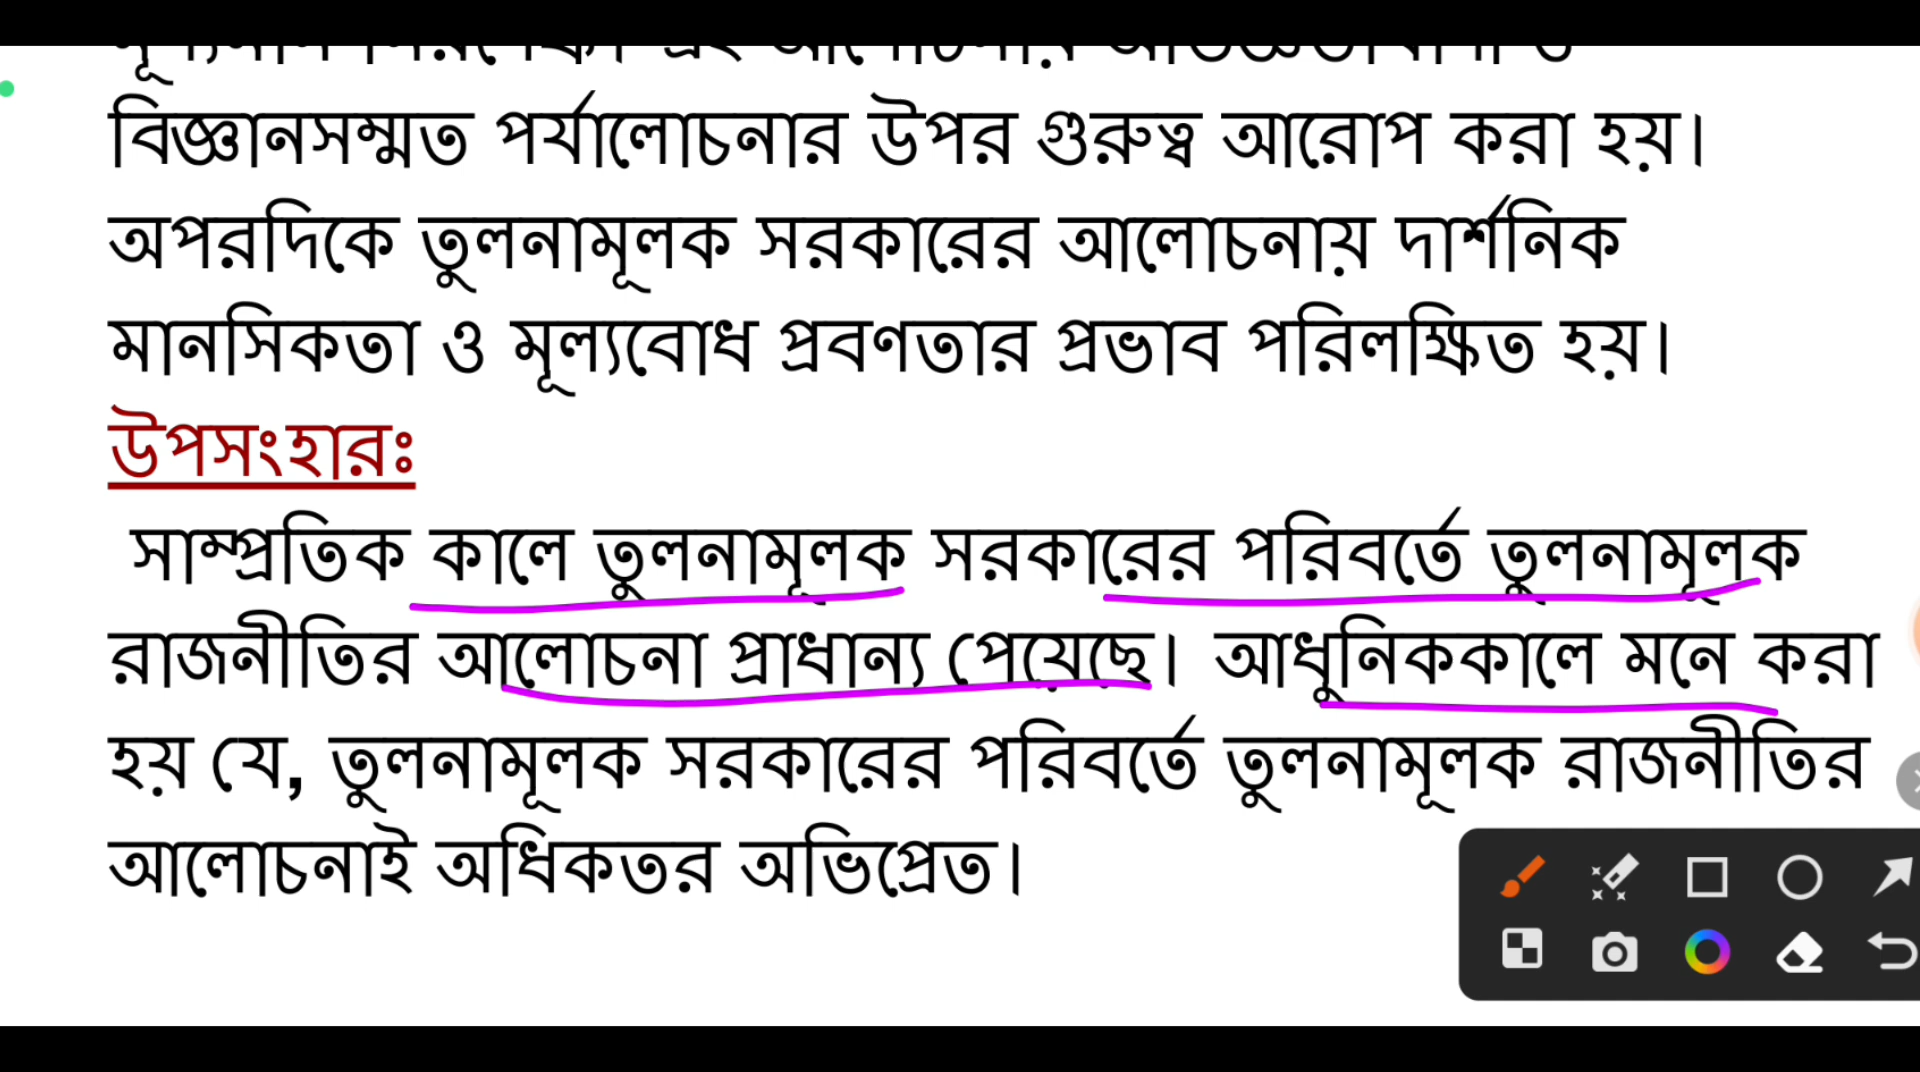 বিজ্ঞানসম্মত পর্যালোচনার উপর গুরুত্ব আরোপ করা হয়।
অপরদিকে তুলনামূলক সরকারের আলোচনায় দার্শনিক
মানসিকতা ও মূল্যবোধ প্রবণতার প্রভাব পরিলক্ষিত হয়।
উপসংহারঃ
সাম্প্রতিক কালে তুলনামূলক সরকারের পরিবর্তে তুলনামূলক
রাজনীতির আলোচনা প্রাধান্য পেয়েছে। আধুনিককালে মনে করা
হয় যে, তুলনামূলক সরকারের পরিবর্তে তুলনামূলক রাজনীতির
আলোচনাই অধিকতর অভিপ্রেত।